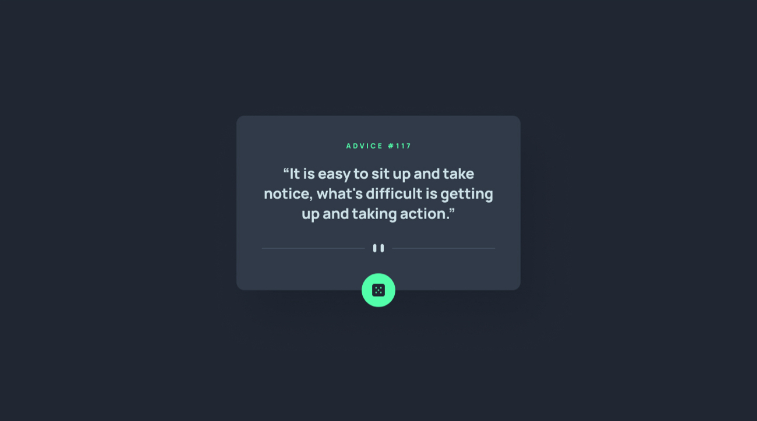 ADVICE #117
“It is easy to sit up and take
notice, what's difficult is getting
up and taking action.”